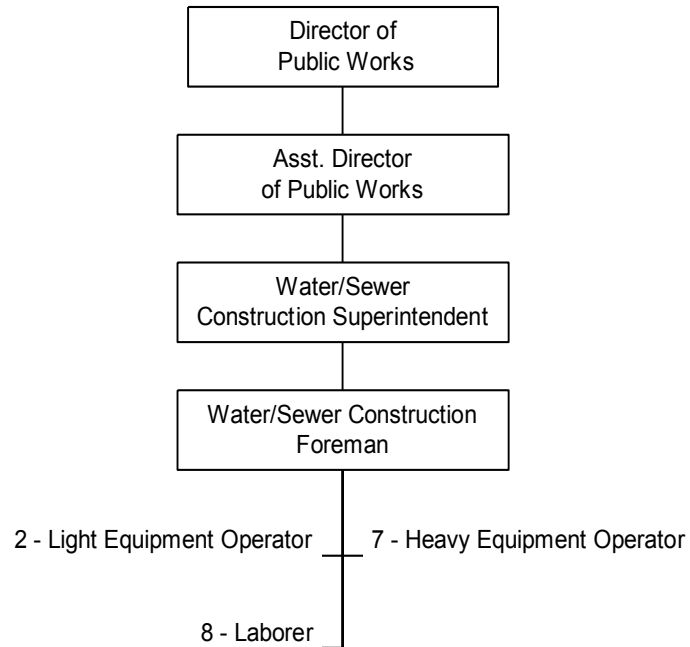 Director of
Public Works
Asst. Director
of Public Works
Water/Sewer
Construction Superintendent
Water/Sewer Construction
Foreman
2 - Light Equipment Operator
7 - Heavy Equipment Operator
8 - Laborer